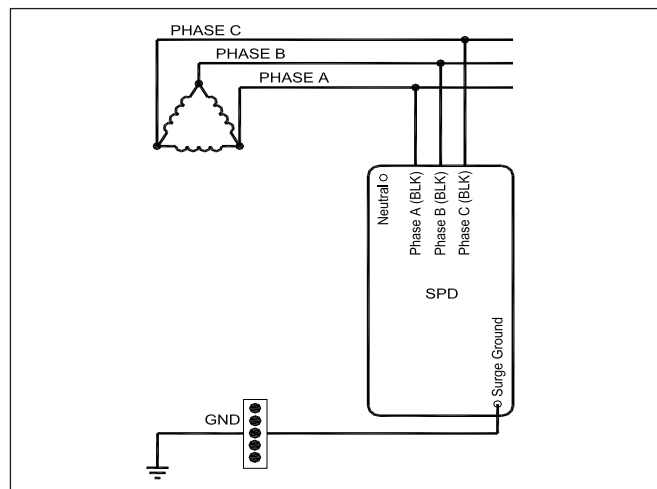 PHASE C
PHASE B
PHASE A
Neutral
Phase A (BLK)
Phase B (BLK)
Phase C (BLK)
SPD
Surge Ground
GND